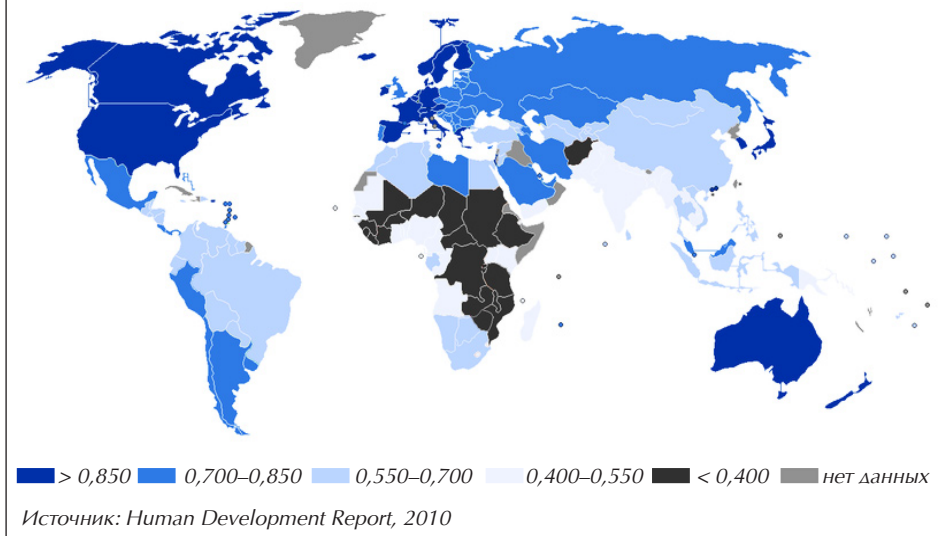 > 0,850 0,700–0,850 0,550–0,700 0,400–0,550 < 0,400 нет данных
Источник: Human Development Report, 2010